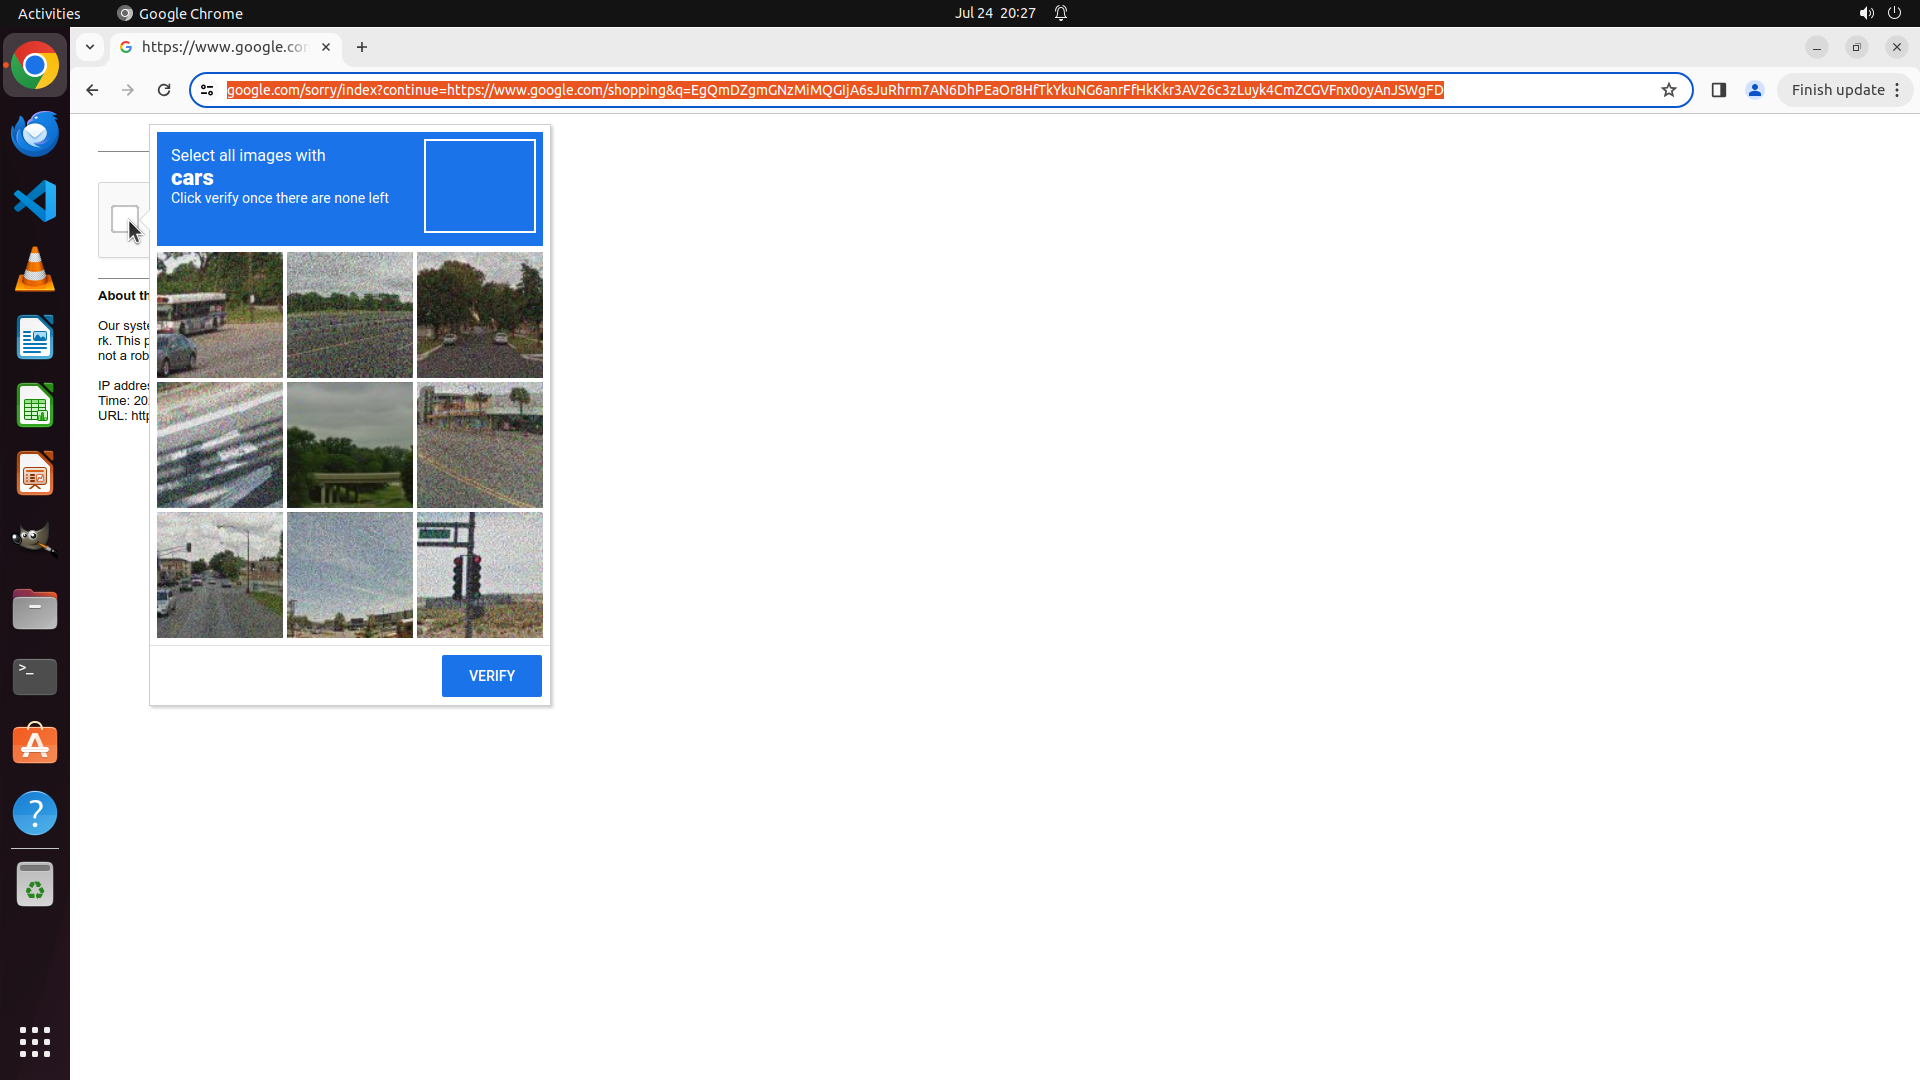 Activities
Google Chrome
Jul 24 20:27
https://www.google.co
google.com/sorry/index?continue=https://www.google.com/shopping&q=EgQmDZgmGNzMiMQGIjA6sJuRhrm7AN6DhPEaOr8HfTkYkuNG6anrFfHkKkr3AV26c3zLuyk4CmZCGVFnx0oyAnJSWgFD
Finish update
Select all images with
cars
Click verify once there are none left
About th
Our syste
rk. This p
not a rob
IP addres
Time: 20
URL: http
VERIFY